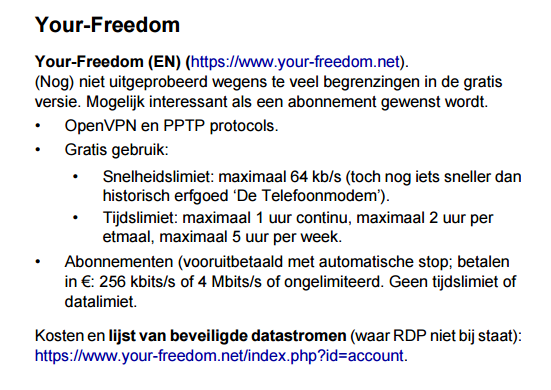 Your-Freedom
Your-Freedom (EN) (https://www.your-freedom.net).
(Nog) niet uitgeprobeerd wegens te veel begrenzingen in de gratis
versie. Mogelijk interessant als een abonnement gewenst wordt.
• OpenVPN en PPTP protocols.
• Gratis gebruik:
• Snelheidslimiet: maximaal 64 kb/s (toch nog iets sneller dan
historisch erfgoed ‘De Telefoonmodem’).
• Tijdslimiet: maximaal 1 uur continu, maximaal 2 uur per
etmaal, maximaal 5 uur per week.
• Abonnementen (vooruitbetaald met automatische stop; betalen
in €: 256 kbits/s of 4 Mbits/s of ongelimiteerd. Geen tijdslimiet of
datalimiet.
Kosten en lijst van beveiligde datastromen (waar RDP niet bij staat):
https://www.your-freedom.net/index.php?id=account.